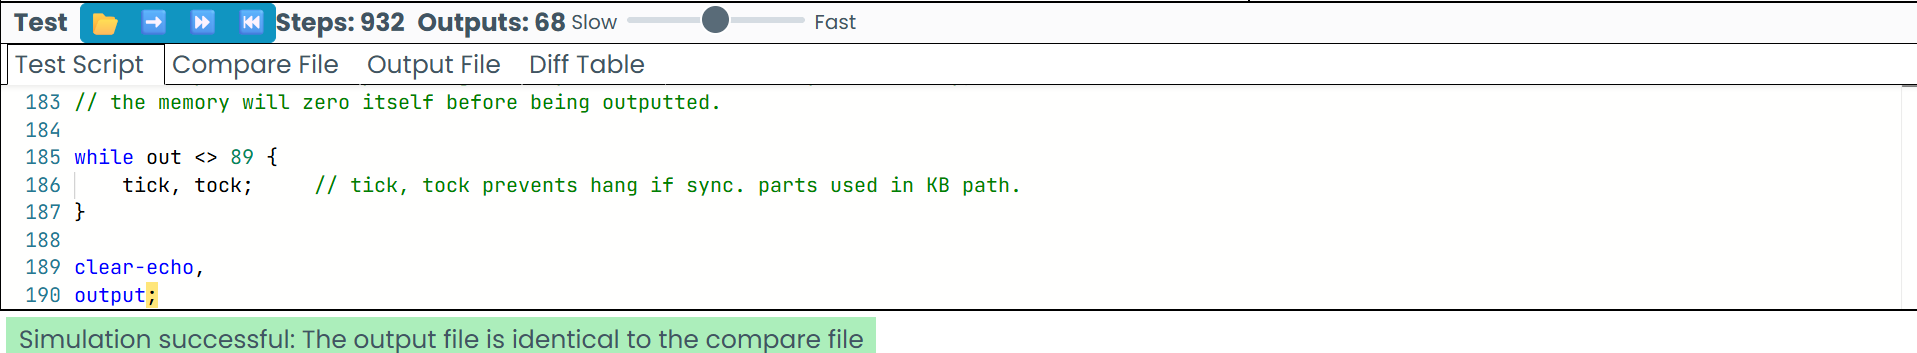 Test Steps: 932 Outputs: 68 Slow Fast
Test Script Compare File Output File Diff Table
183 // the memory will zero itself before being outputted.
184
185 while out <> 89 {
186     tick, tock;     // tick, tock prevents hang if sync. parts used in KB path.
187 }
188
189 clear-echo,
190 output;
Simulation successful: The output file is identical to the compare file